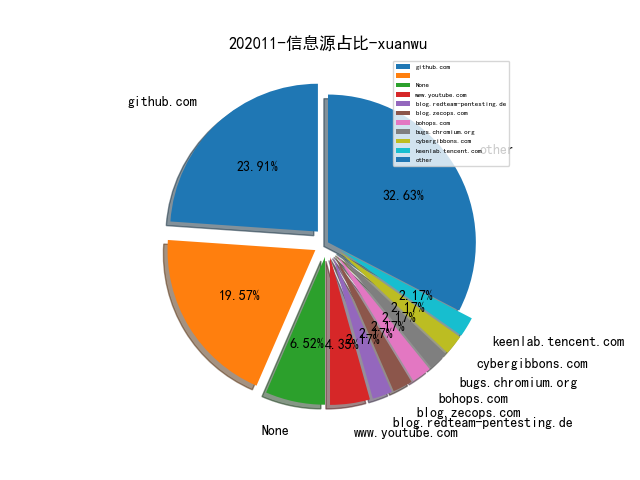 202011-信息源占比-xuanwu
github.com
None
www.youtube.com
blog.redteam-pentesting.de
blog.zecops.com
bohops.com
bugs.chromium.org
cybergibbons.com
keenlab.tencent.com
other
github.com
other
23.91%
32.63%
19.57%
6.52%
4.35%
2.17%
2.17%
2.17%
2.17%
2.17%
2.17%
keenlab.tencent.com
cybergibbons.com
bugs.chromium.org
bohops.com
blog.zecops.com
blog.redteam-pentesting.de
www.youtube.com
None